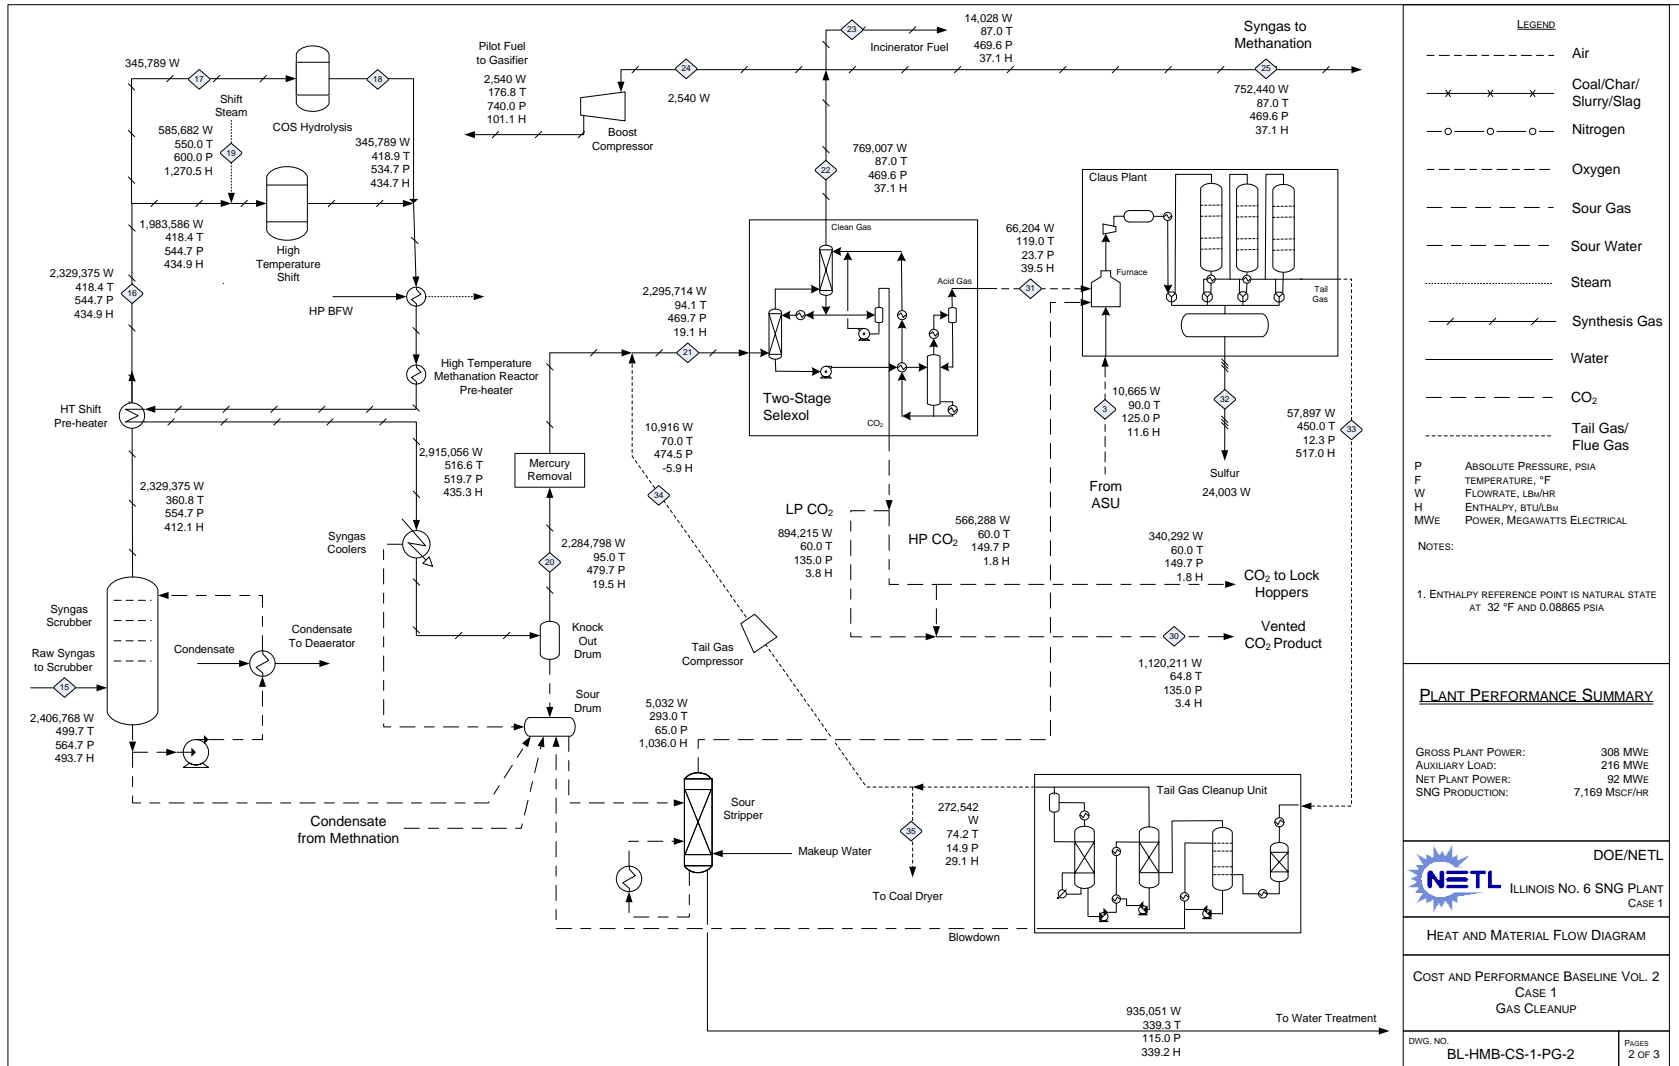 345,789 W
17
18
COS Hydrolysis
Shift
Steam
585,682 W
550.0 T
600.0 P
1,270.5 H
19
345,789 W
418.9 T
534.7 P
434.7 H
1,983,586 W
418.4 T
544.7 P
434.9 H
High
Temperature
Shift
2,329,375 W
418.4 T
544.7 P
434.9 H
16
HP BFW
High Temperature
Methanation Reactor
Pre-heater
HT Shift
Pre-heater
2,329,375 W
360.8 T
554.7 P
412.1 H
2,915,056 W
516.6 T
519.7 P
435.3 H
Syngas
Coolers
Syngas
Scrubber
Raw Syngas
to Scrubber
15
2,406,768 W
499.7 T
564.7 P
493.7 H
Condensate
Condensate
To Deaerator
Condensate
from Methnation
Mercury
Removal
20
2,284,798 W
95.0 T
479.7 P
19.5 H
Knock
Out
Drum
Sour
Drum
Pilot Fuel
to Gasifier
2,540 W
176.8 T
740.0 P
101.1 H
Boost
Compressor
24
2,540 W
23
Incinerator Fuel
14,028 W
87.0 T
469.6 P
37.1 H
Syngas to
Methanation
25
752,440 W
87.0 T
469.6 P
37.1 H
22
769,007 W
87.0 T
469.6 P
37.1 H
2,295,714 W
94.1 T
469.7 P
19.1 H
21
Clean Gas
Acid Gas
Two-Stage
Selexol
CO2
66,204 W
119.0 T
23.7 P
39.5 H
31
Claus Plant
Furnace
Tail
Gas
10,665 W
90.0 T
125.0 P
11.6 H
3
From
ASU
32
Sulfur
24,003 W
57,897 W
450.0 T
12.3 P
517.0 H
33
10,916 W
70.0 T
474.5 P
-5.9 H
34
Tail Gas
Compressor
LP CO2
894,215 W
60.0 T
135.0 P
3.8 H
HP CO2
566,288 W
60.0 T
149.7 P
1.8 H
340,292 W
60.0 T
149.7 P
1.8 H
CO2 to Lock
Hoppers
30
Vented
CO2 Product
1,120,211 W
64.8 T
135.0 P
3.4 H
5,032 W
293.0 T
65.0 P
1,036.0 H
Sour
Stripper
Makeup Water
272,542
W
74.2 T
14.9 P
29.1 H
35
To Coal Dryer
Tail Gas Cleanup Unit
Blowdown
935,051 W
339.3 T
115.0 P
339.2 H
To Water Treatment
LEGEND
Air
Coal/Char/
Slurry/Slag
Nitrogen
Oxygen
Sour Gas
Sour Water
Steam
Synthesis Gas
Water
CO2
Tail Gas/
Flue Gas
P ABSOLUTE PRESSURE, PSIA
F TEMPERATURE, °F
W FLOWRATE, LBM/HR
H ENTHALPY, BTU/LBM
MWE POWER, MEGAWATTS ELECTRICAL
NOTES:
1. ENTHALPY REFERENCE POINT IS NATURAL STATE
AT 32 °F AND 0.08865 PSIA
PLANT PERFORMANCE SUMMARY
GROSS PLANT POWER: 308 MWE
AUXILIARY LOAD: 216 MWE
NET PLANT POWER: 92 MWE
SNG PRODUCTION: 7,169 MSCF/HR
NETL
DOE/NETL
ILLINOIS NO. 6 SNG PLANT
CASE 1
HEAT AND MATERIAL FLOW DIAGRAM
COST AND PERFORMANCE BASELINE VOL. 2
CASE 1
GAS CLEANUP
DWG. NO.
BL-HMB-CS-1-PG-2
PAGES
2 OF 3